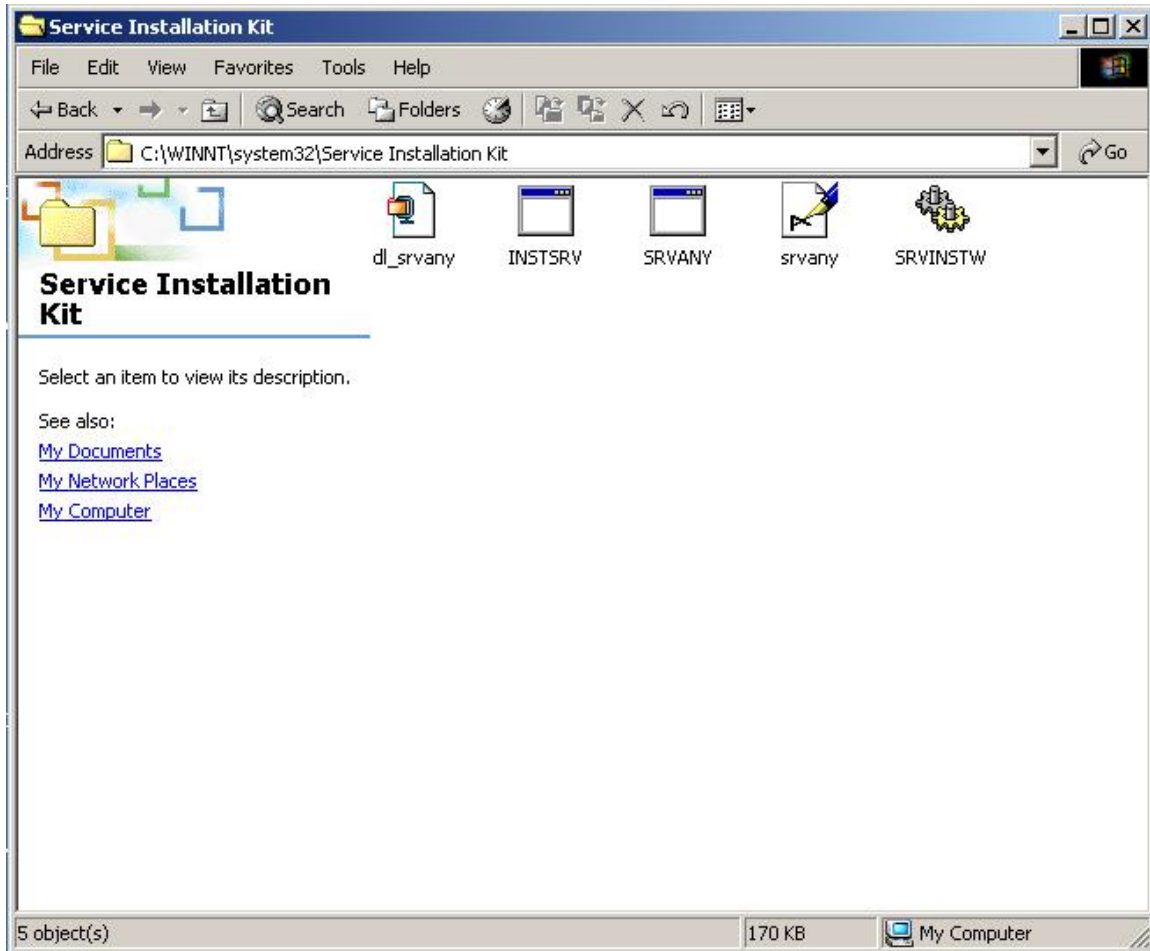 Service Installation Kit
File Edit View Favorites Tools Help
Back Search Folders
Address C:\WINNT\system32\Service Installation Kit Go
dl_srvany INSTSRV SRVANY srvany SRVINSTW
Service Installation
Kit
Select an item to view its description.
See also:
My Documents
My Network Places
My Computer
5 object(s) 170 KB My Computer